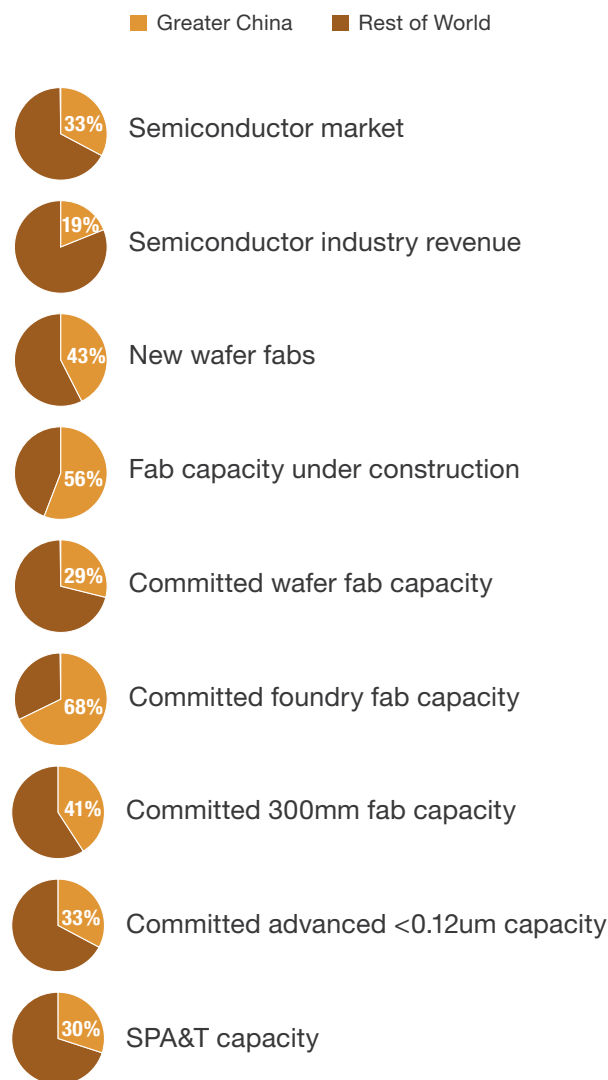 Greater China Rest of World
33% Semiconductor market
19% Semiconductor industry revenue
43% New wafer fabs
56% Fab capacity under construction
29% Committed wafer fab capacity
68% Committed foundry fab capacity
41% Committed 300mm fab capacity
33% Committed advanced <0.12um capacity
30% SPA&T capacity